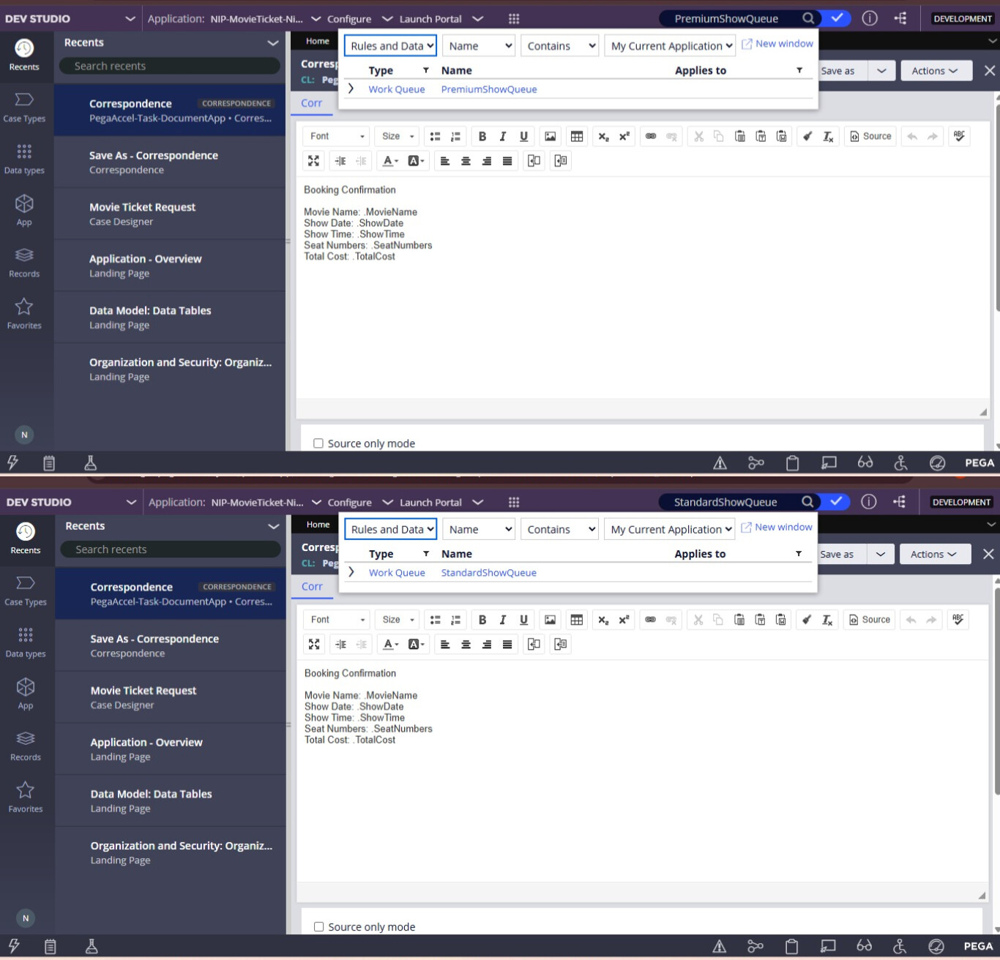 DEV STUDIO Application: NIP-MovieTicket-Ni... Configure Launch Portal PremiumShowQueue DEVELOPMENT
Recents
Recents
Search recents
Home
Rules and Data Name Contains My Current Application New window
Type Name Applies to
Work Queue PremiumShowQueue
Corresp
CL: Peg
Save as Actions
Corr
Correspondence CORRESPONDENCE
PegaAccel-Task-DocumentApp • Corres...
Case Types
Save As - Correspondence
Correspondence
Data types
Movie Ticket Request
Case Designer
App
Application - Overview
Landing Page
Records
Data Model: Data Tables
Landing Page
Favorites
Organization and Security: Organiz...
Landing Page
N
Font Size B I U X₂ X² Source ABC
A A
Booking Confirmation
Movie Name: .MovieName
Show Date: .ShowDate
Show Time: .ShowTime
Seat Numbers: .SeatNumbers
Total Cost: .TotalCost
Source only mode
PEGA
DEV STUDIO Application: NIP-MovieTicket-Ni... Configure Launch Portal StandardShowQueue DEVELOPMENT
Recents
Recents
Search recents
Home
Rules and Data Name Contains My Current Application New window
Type Name Applies to
Work Queue StandardShowQueue
Corresp
CL: Peg
Save as Actions
Corr
Correspondence CORRESPONDENCE
PegaAccel-Task-DocumentApp • Corres...
Case Types
Save As - Correspondence
Correspondence
Data types
Movie Ticket Request
Case Designer
App
Application - Overview
Landing Page
Records
Data Model: Data Tables
Landing Page
Favorites
Organization and Security: Organiz...
Landing Page
N
Font Size B I U X₂ X² Source ABC
A A
Booking Confirmation
Movie Name: .MovieName
Show Date: .ShowDate
Show Time: .ShowTime
Seat Numbers: .SeatNumbers
Total Cost: .TotalCost
Source only mode
PEGA